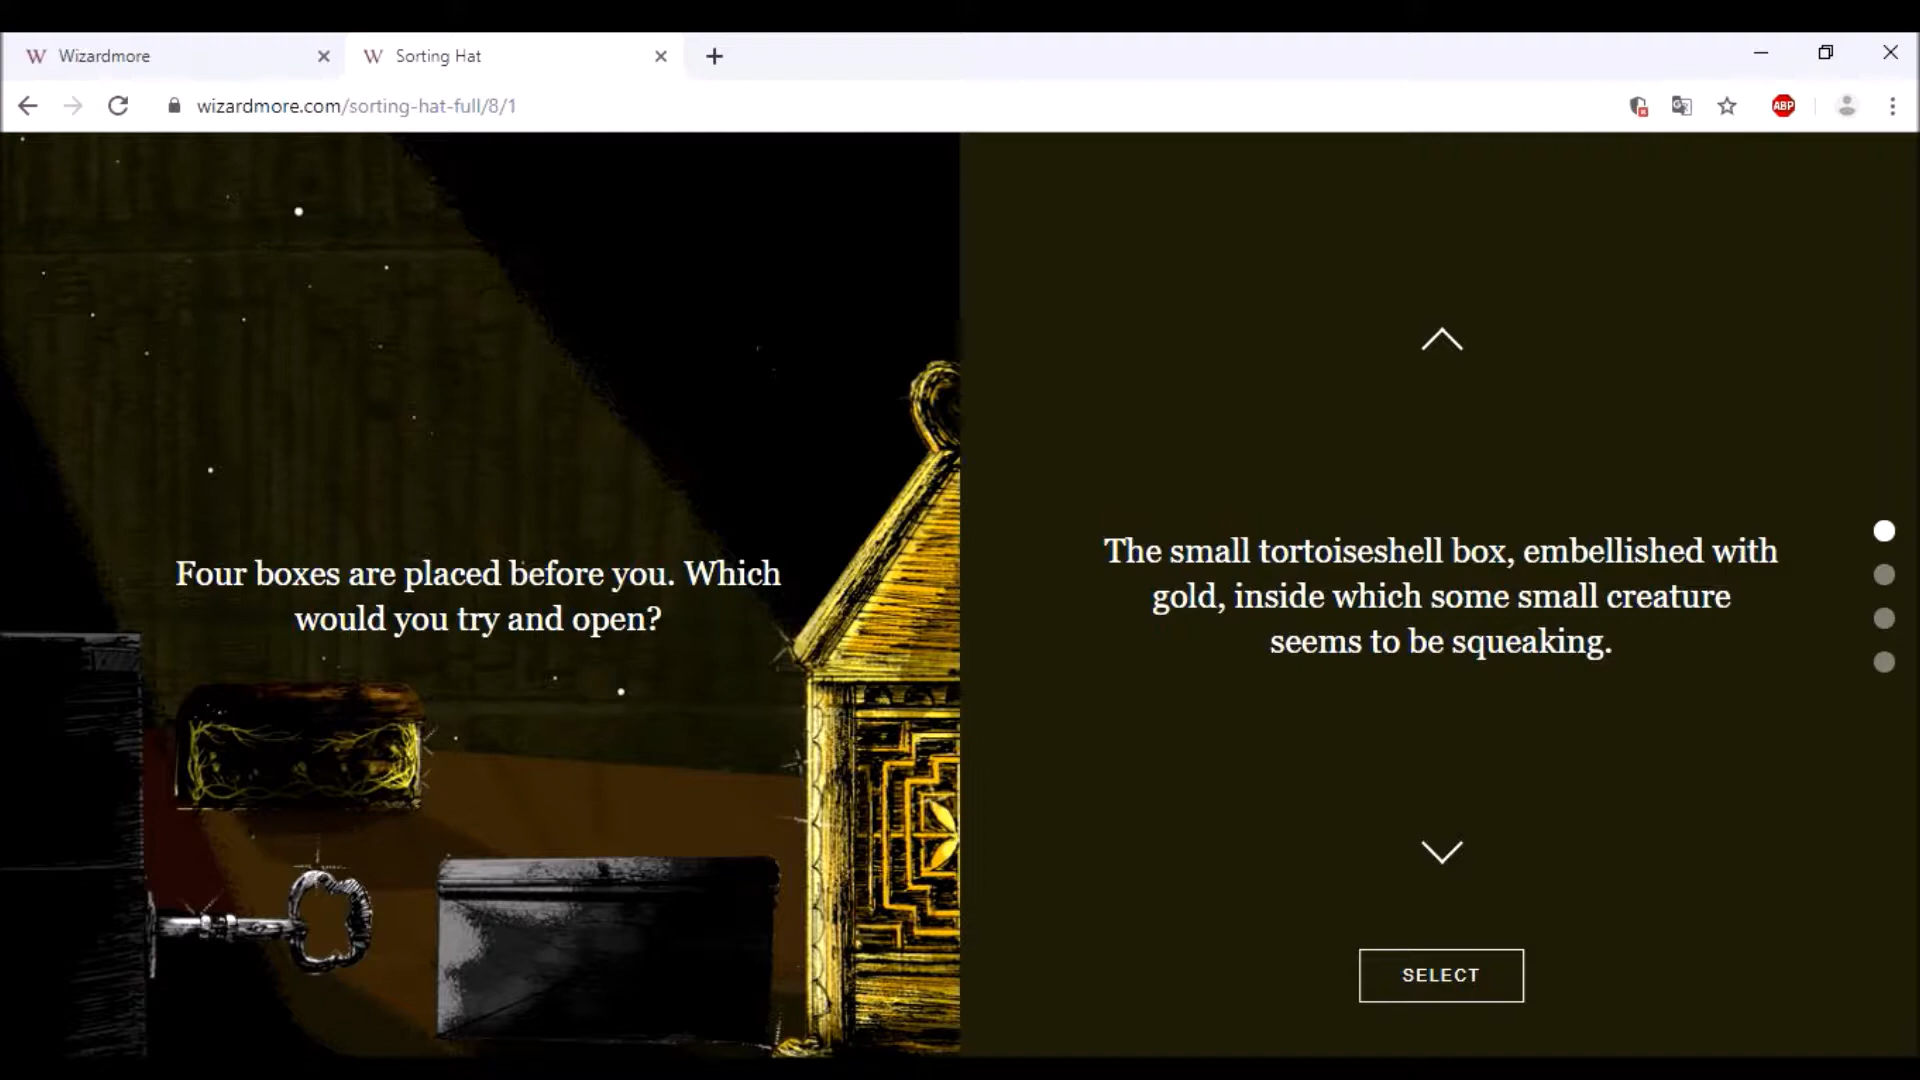 Wizardmore
Sorting Hat
wizardmore.com/sorting-hat-full/8/1
ABP
Four boxes are placed before you. Which
would you try and open?
The small tortoiseshell box, embellished with
gold, inside which some small creature
seems to be squeaking.
SELECT